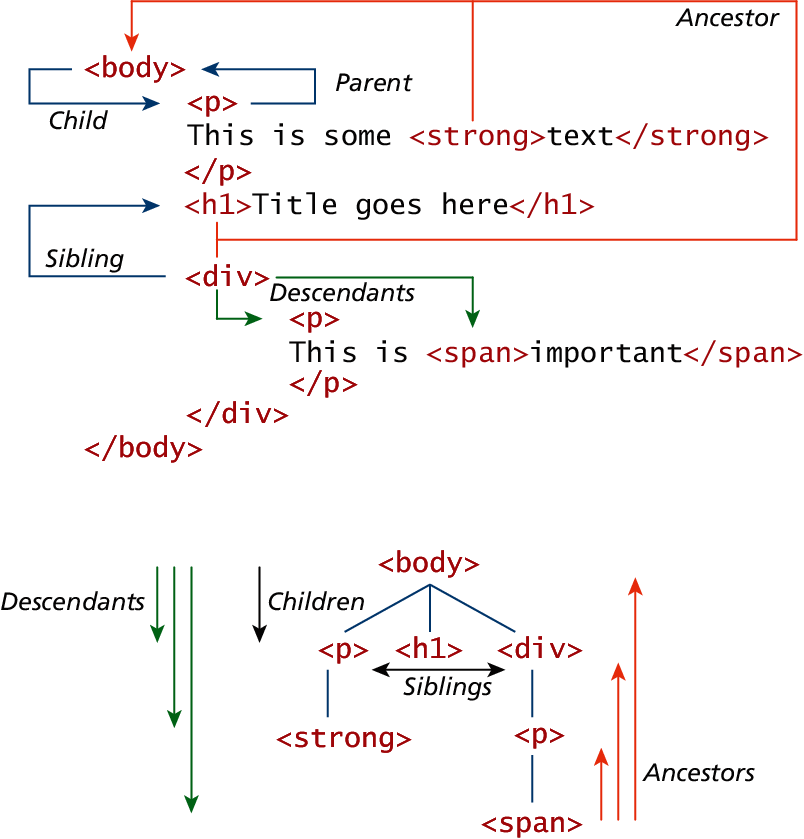 Ancestor
<body>
Parent
<p>
Child
This is some <strong>text</strong>
</p>
<h1>Title goes here</h1>
Sibling
<div>
Descendants
<p>
This is <span>important</span>
</p>
</div>
</body>
<body>
Descendants
Children
<p> <h1> <div>
Siblings
<strong>
<p>
Ancestors
<span>